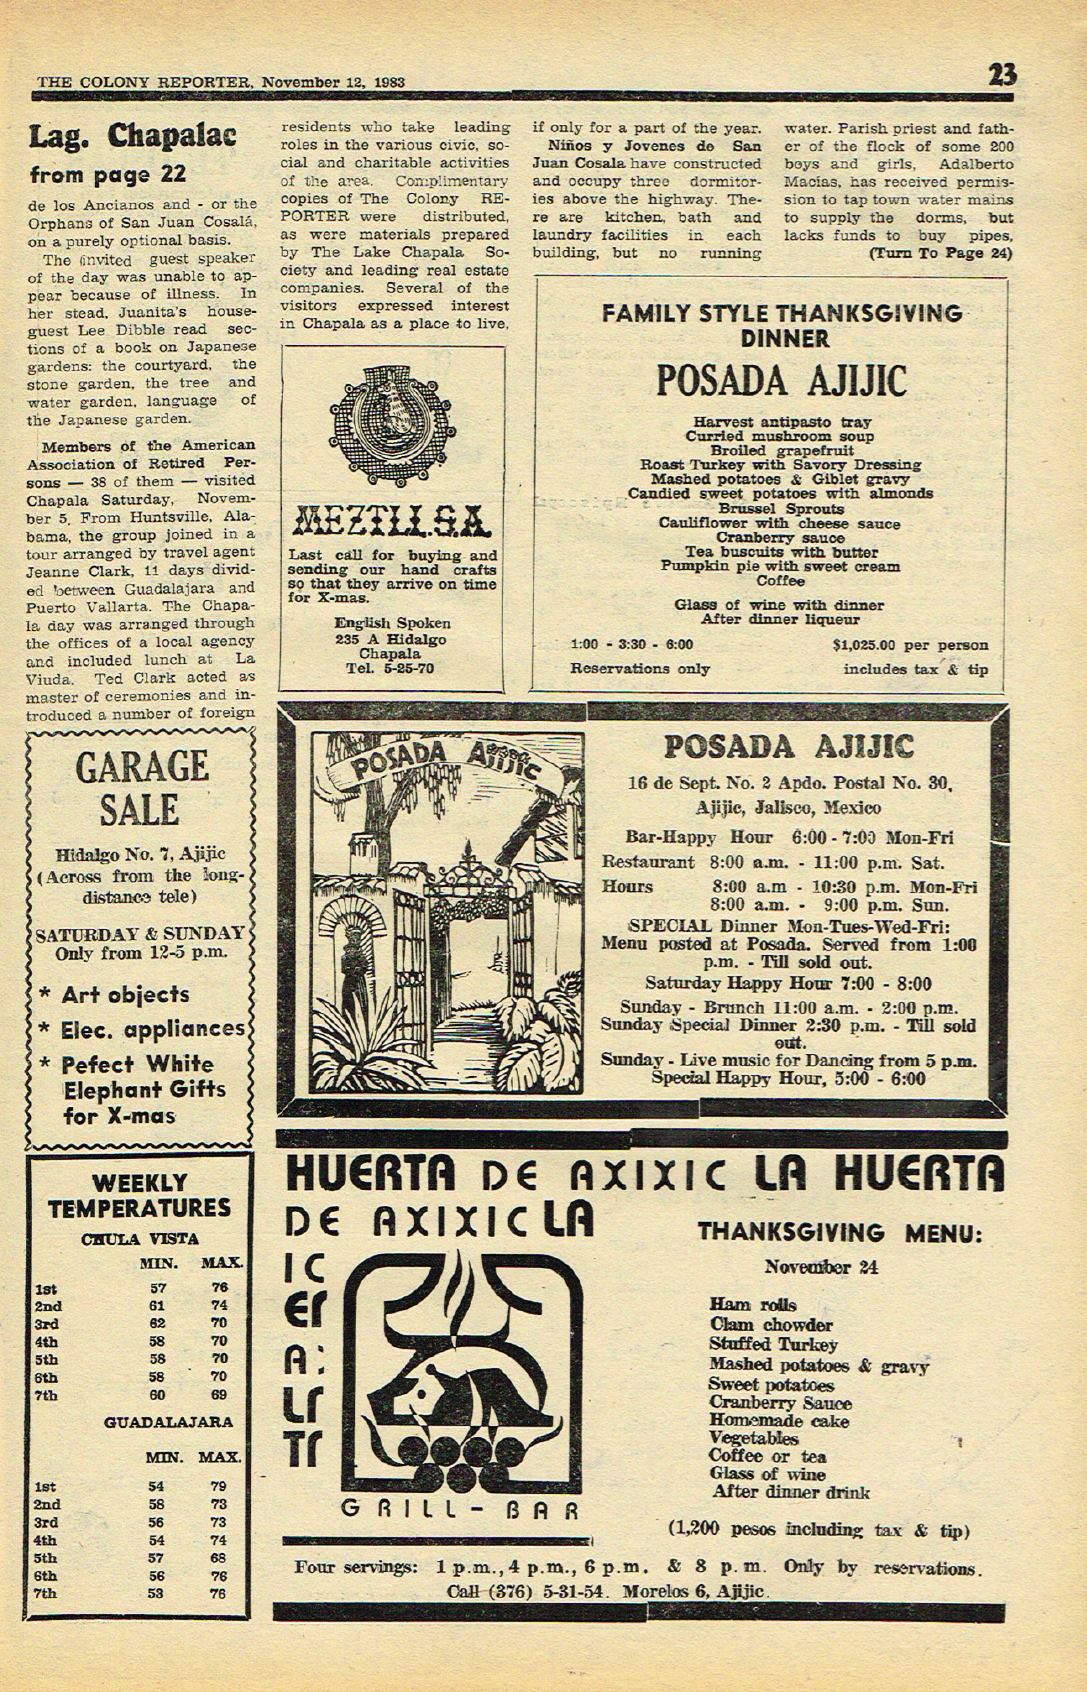 THE COLONY REPORTER, November 12, 1983
23
Lag. Chapalac
from page 22
de los Ancianos and - or the
Orphans of San Juan Cosalá,
on a purely optional basis.
The invited guest speaker
of the day was unable to ap-
pear because of illness. In
her stead, Juanita's house-
guest Lee Dibble read sec-
tions of a book on Japanese
gardens: the courtyard, the
stone garden, the tree and
water garden, language of
the Japanese garden.
Members of the American
Association of Retired Per-
sons — 38 of them — visited
Chapala Saturday, Novem-
ber 5. From Huntsville, Ala-
bama, the group joined in a
tour arranged by travel agent
Jeanne Clark, 11 days divid-
ed between Guadalajara and
Puerto Vallarta. The Chapa-
la day was arranged through
the offices of a local agency
and included lunch at La
Viuda. Ted Clark acted as
master of ceremonies and in-
troduced a number of foreign
residents who take leading
roles in the various civic, so-
cial and charitable activities
of the area. Complimentary
copies of The Colony RE-
PORTER were distributed,
as were materials prepared
by The Lake Chapala So-
ciety and leading real estate
companies. Several of the
visitors expressed interest
in Chapala as a place to live,
if only for a part of the year.
Niños y Jovenes de San
Juan Cosala have constructed
and occupy three dormitor-
ies above the highway. The-
re are kitchen, bath and
laundry facilities in each
building, but no running
water. Parish priest and fath-
er of the flock of some 200
boys and girls, Adalberto
Macias, has received permis-
sion to tap town water mains
to supply the dorms, but
lacks funds to buy pipes,
(Turn To Page 24)
MEZTLI.S.A.
Last call for buying and
sending our hand crafts
so that they arrive on time
for X-mas.
English Spoken
235 A Hidalgo
Chapala
Tel. 5-25-70
FAMILY STYLE THANKSGIVING
DINNER
POSADA AJIJIC
Harvest antipasto tray
Curried mushroom soup
Broiled grapefruit
Roast Turkey with Savory Dressing
Mashed potatoes & Giblet gravy
Candied sweet potatoes with almonds
Brussel Sprouts
Cauliflower with cheese sauce
Cranberry sauce
Tea buscuits with butter
Pumpkin pie with sweet cream
Coffee
Glass of wine with dinner
After dinner liqueur
1:00 - 3:30 - 6:00 $1,025.00 per person
Reservations only includes tax & tip
GARAGE
SALE
Hidalgo No. 7, Ajijic
(Across from the long-
distance tele)
SATURDAY & SUNDAY
Only from 12-5 p.m.
* Art objects
* Elec. appliances
* Pefect White
Elephant Gifts
for X-mas
POSADA AJIJIC
POSADA AJIJIC
16 de Sept. No. 2 Apdo. Postal No. 30,
Ajijic, Jalisco, Mexico
Bar-Happy Hour 6:00 - 7:00 Mon-Fri
Restaurant 8:00 a.m. - 11:00 p.m. Sat.
Hours 8:00 a.m - 10:30 p.m. Mon-Fri
8:00 a.m. - 9:00 p.m. Sun.
SPECIAL Dinner Mon-Tues-Wed-Fri:
Menu posted at Posada. Served from 1:00
p.m. - Till sold out.
Saturday Happy Hour 7:00 - 8:00
Sunday - Brunch 11:00 a.m. - 2:00 p.m.
Sunday Special Dinner 2:30 p.m. - Till sold
out.
Sunday - Live music for Dancing from 5 p.m.
Special Happy Hour, 5:00 - 6:00
WEEKLY
TEMPERATURES
CHULA VISTA
MIN. MAX.
1st 57 76
2nd 61 74
3rd 62 70
4th 58 70
5th 58 70
6th 58 70
7th 60 69
GUADALAJARA
MIN. MAX.
1st 54 79
2nd 58 73
3rd 56 73
4th 54 74
5th 57 68
6th 56 76
7th 53 76
HUERTA DE AXIXIC LA HUERTA
DE AXIXIC LA
GRILL-BAR
THANKSGIVING MENU:
November 24
Ham rolls
Clam chowder
Stuffed Turkey
Mashed potatoes & gravy
Sweet potatoes
Cranberry Sauce
Homemade cake
Vegetables
Coffee or tea
Glass of wine
After dinner drink
(1,200 pesos including tax & tip)
Four servings: 1 p.m., 4 p.m., 6 p.m. & 8 p.m. Only by reservations.
Call (376) 5-31-54. Morelos 6, Ajijic.